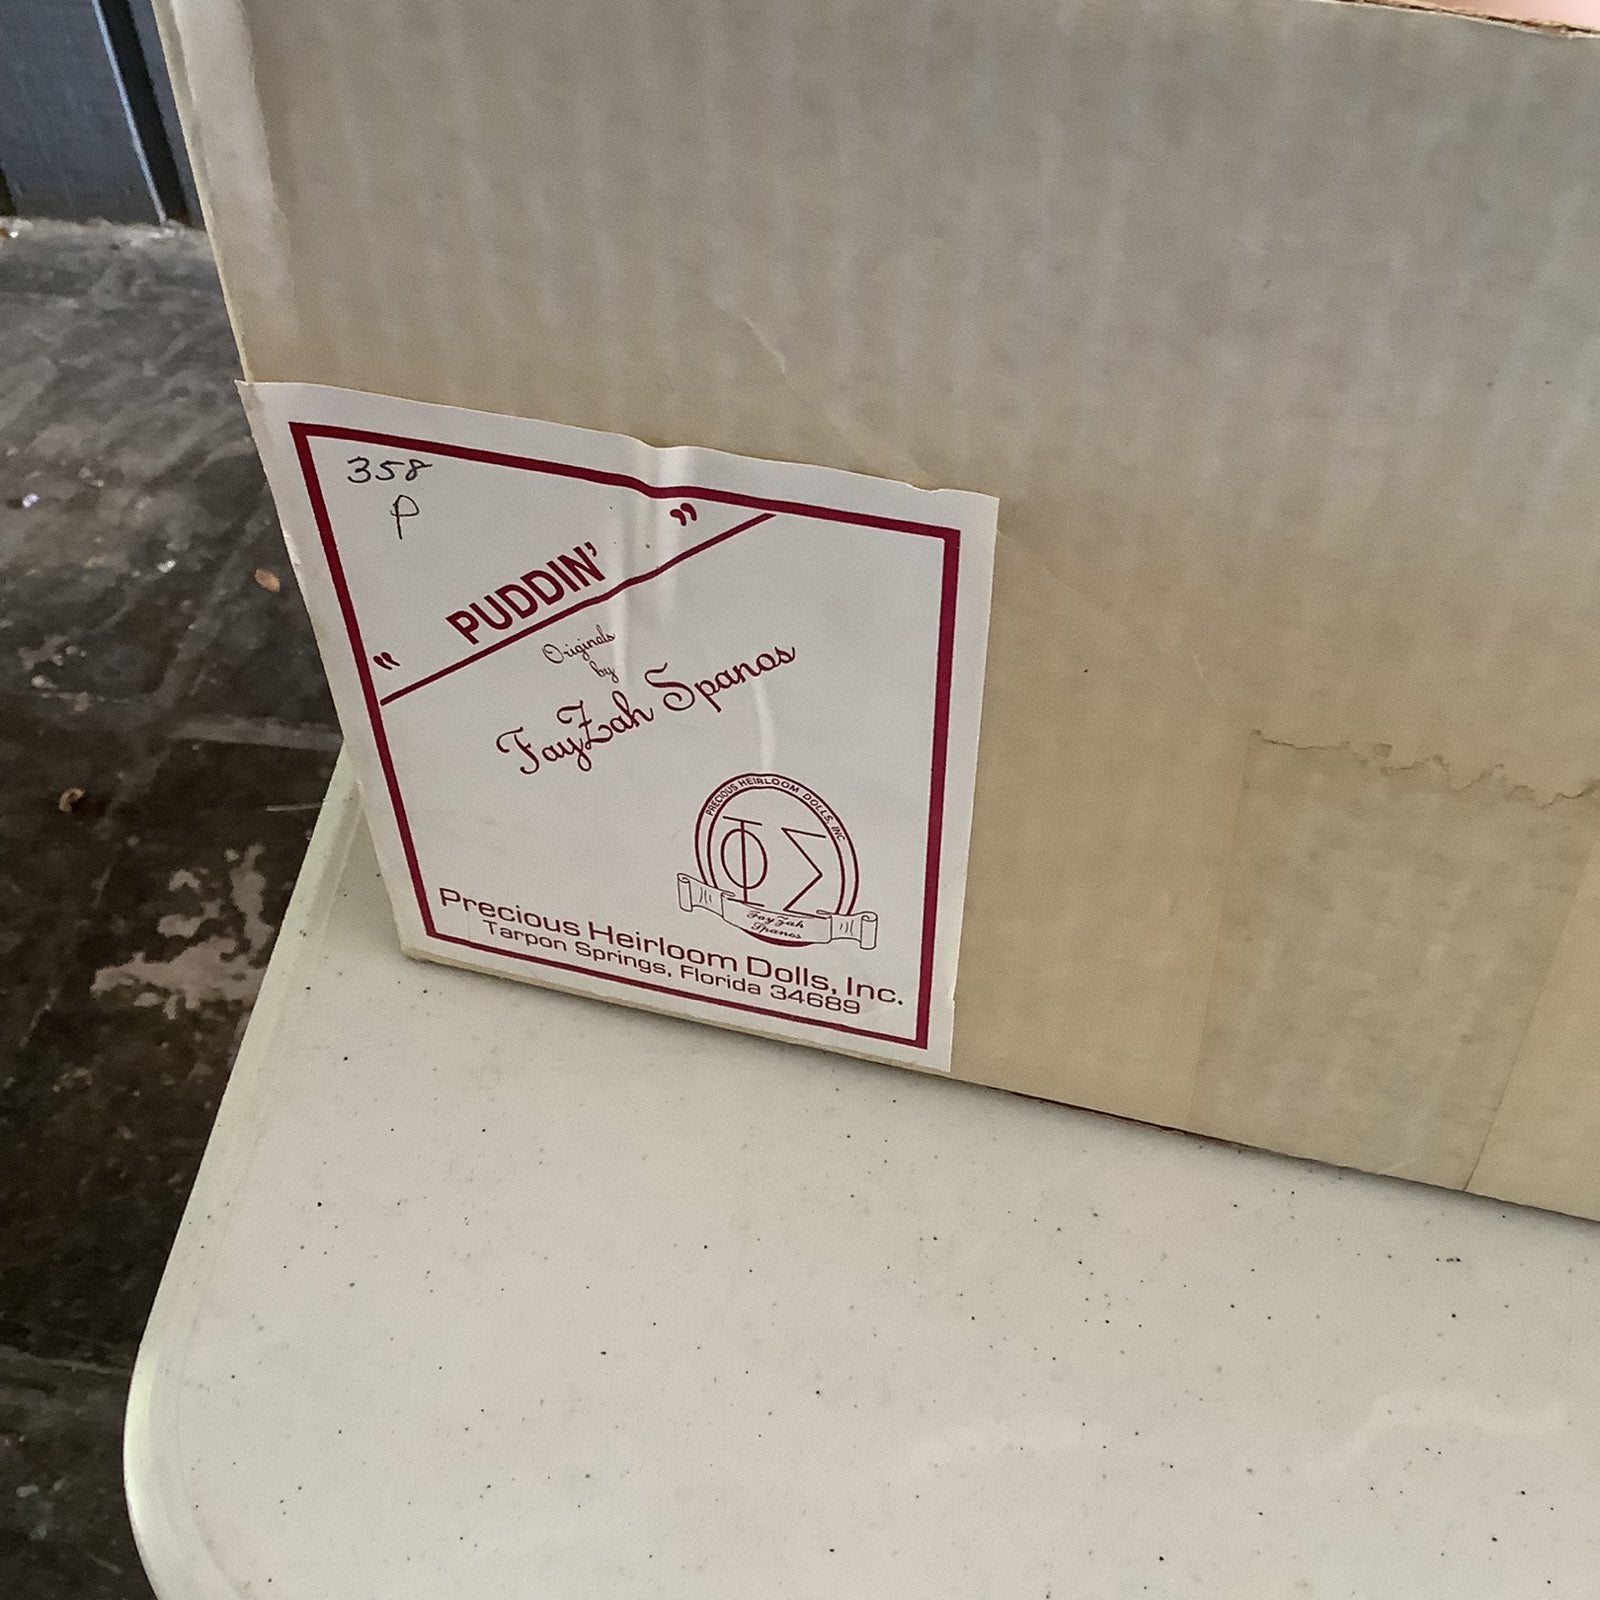 358
P
" PUDDIN' "
Originals
by
FayZah Spanos
PRECIOUS HEIRLOOM DOLLS, INC.
ΦΣ
FayZah
Spanos
Precious Heirloom Dolls, Inc.
Tarpon Springs, Florida 34689